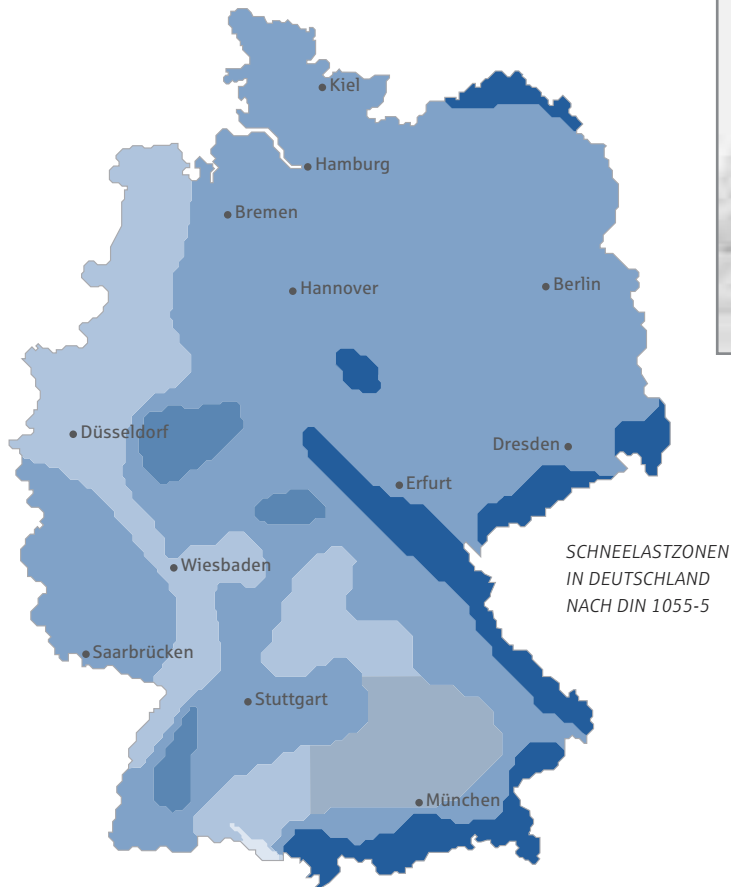 Kiel
Hamburg
Bremen
Hannover
Berlin
Düsseldorf
Dresden
Erfurt
SCHNEELASTZONEN
IN DEUTSCHLAND
NACH DIN 1055-5
Wiesbaden
Saarbrücken
Stuttgart
München